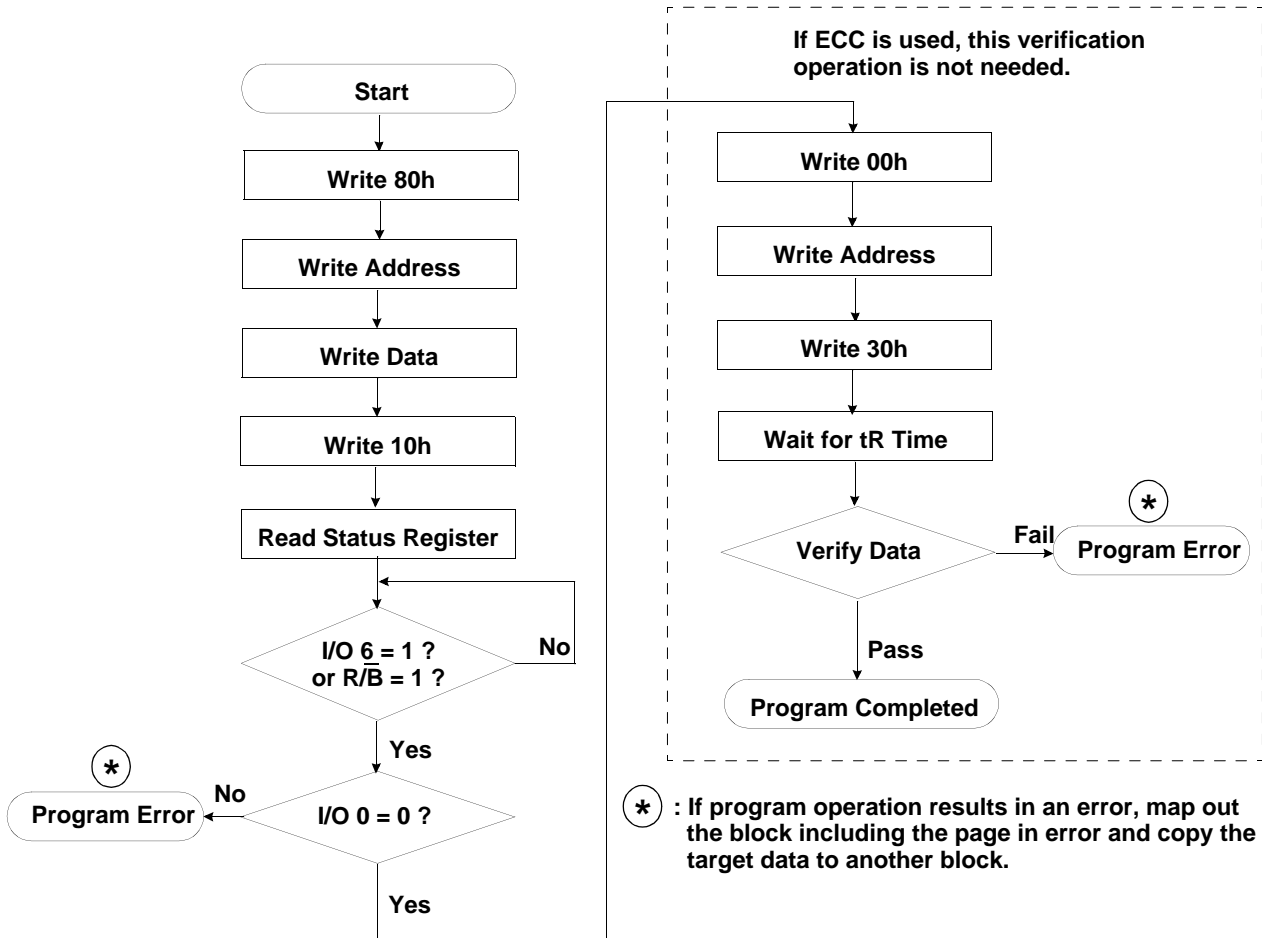 Start
Write 80h
Write Address
Write Data
Write 10h
Read Status Register
I/O 6 = 1 ?
or R/B̅ = 1 ?
No
Yes
*
No
Program Error
I/O 0 = 0 ?
Yes
If ECC is used, this verification
operation is not needed.
Write 00h
Write Address
Write 30h
Wait for tR Time
Verify Data
Fail
*
Program Error
Pass
Program Completed
* : If program operation results in an error, map out
the block including the page in error and copy the
target data to another block.